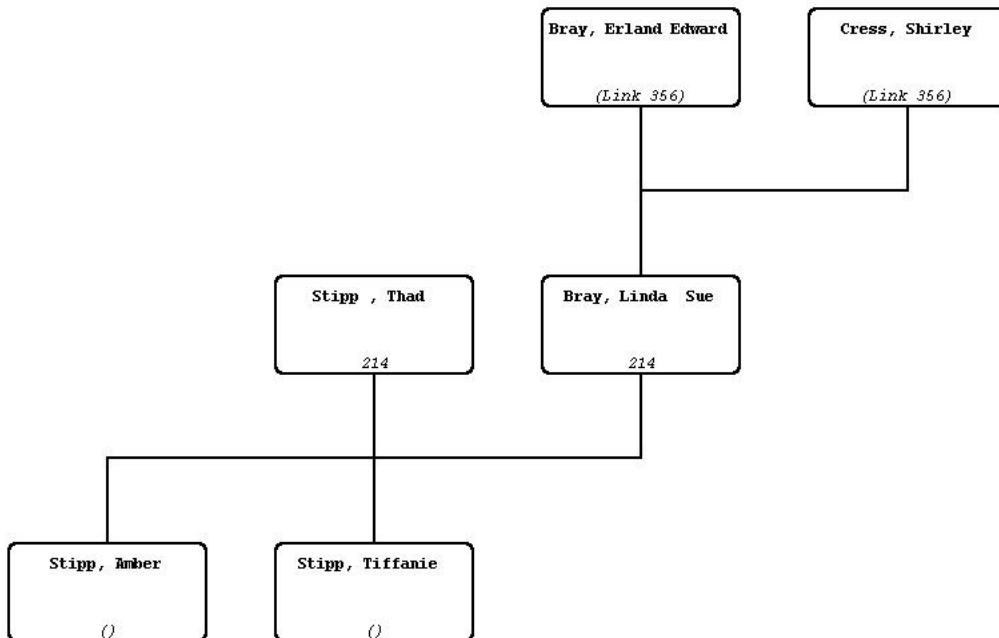 Bray, Erland Edward
(Link 356)
Cress, Shirley
(Link 356)
Stipp , Thad
214
Bray, Linda  Sue
214
Stipp, Amber
()
Stipp, Tiffanie
()